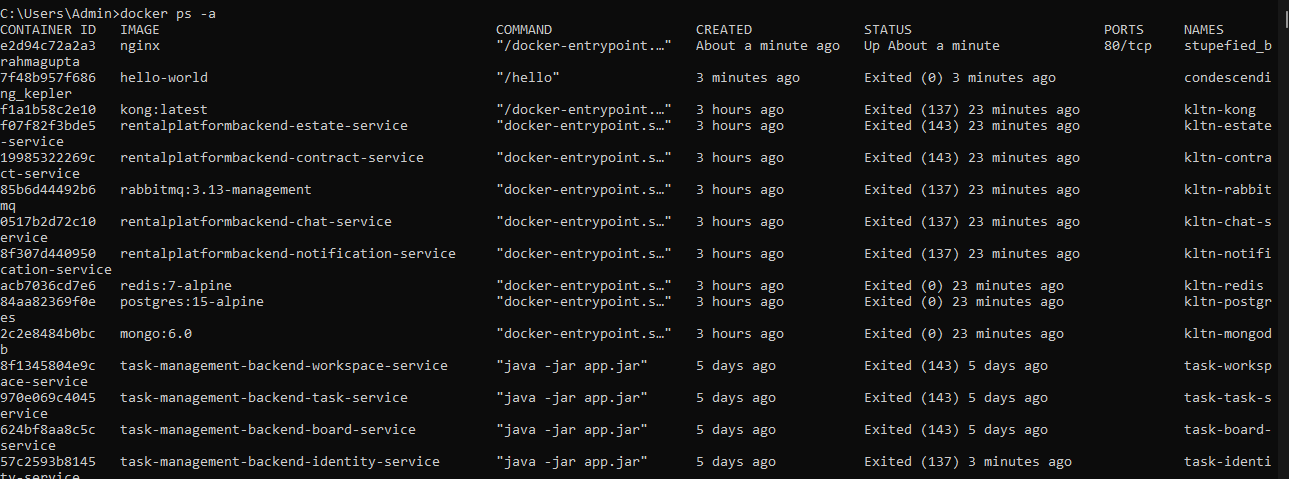 C:\Users\Admin>docker ps -a
CONTAINER ID   IMAGE                                          COMMAND                  CREATED              STATUS                        PORTS     NAMES
e2d94c72a2a3   nginx                                          "/docker-entrypoint.…"   About a minute ago   Up About a minute             80/tcp    stupefied_b
rahmagupta
7f48b957f686   hello-world                                    "/hello"                 3 minutes ago        Exited (0) 3 minutes ago                condescendi
ng_kepler
f1a1b58c2e10   kong:latest                                    "/docker-entrypoint.…"   3 hours ago          Exited (137) 23 minutes ago             kltn-kong
f07f82f3bde5   rentalplatformbackend-estate-service           "docker-entrypoint.s…"   3 hours ago          Exited (143) 23 minutes ago             kltn-estate
-service
19985322269c   rentalplatformbackend-contract-service         "docker-entrypoint.s…"   3 hours ago          Exited (143) 23 minutes ago             kltn-contra
ct-service
85b6d44492b6   rabbitmq:3.13-management                       "docker-entrypoint.s…"   3 hours ago          Exited (137) 23 minutes ago             kltn-rabbit
mq
0517b2d72c10   rentalplatformbackend-chat-service             "docker-entrypoint.s…"   3 hours ago          Exited (137) 23 minutes ago             kltn-chat-s
ervice
8f307d440950   rentalplatformbackend-notification-service     "docker-entrypoint.s…"   3 hours ago          Exited (137) 23 minutes ago             kltn-notifi
cation-service
acb7036cd7e6   redis:7-alpine                                 "docker-entrypoint.s…"   3 hours ago          Exited (0) 23 minutes ago               kltn-redis
84aa82369f0e   postgres:15-alpine                             "docker-entrypoint.s…"   3 hours ago          Exited (0) 23 minutes ago               kltn-postgr
es
2c2e8484b0bc   mongo:6.0                                      "docker-entrypoint.s…"   3 hours ago          Exited (0) 23 minutes ago               kltn-mongod
b
8f1345804e9c   task-management-backend-workspace-service      "java -jar app.jar"      5 days ago           Exited (143) 5 days ago                 task-worksp
ace-service
970e069c4045   task-management-backend-task-service           "java -jar app.jar"      5 days ago           Exited (143) 5 days ago                 task-task-s
ervice
624bf8aa8c5c   task-management-backend-board-service          "java -jar app.jar"      5 days ago           Exited (143) 5 days ago                 task-board-
service
57c2593b8145   task-management-backend-identity-service       "java -jar app.jar"      5 days ago           Exited (137) 3 minutes ago              task-identi
ty-service